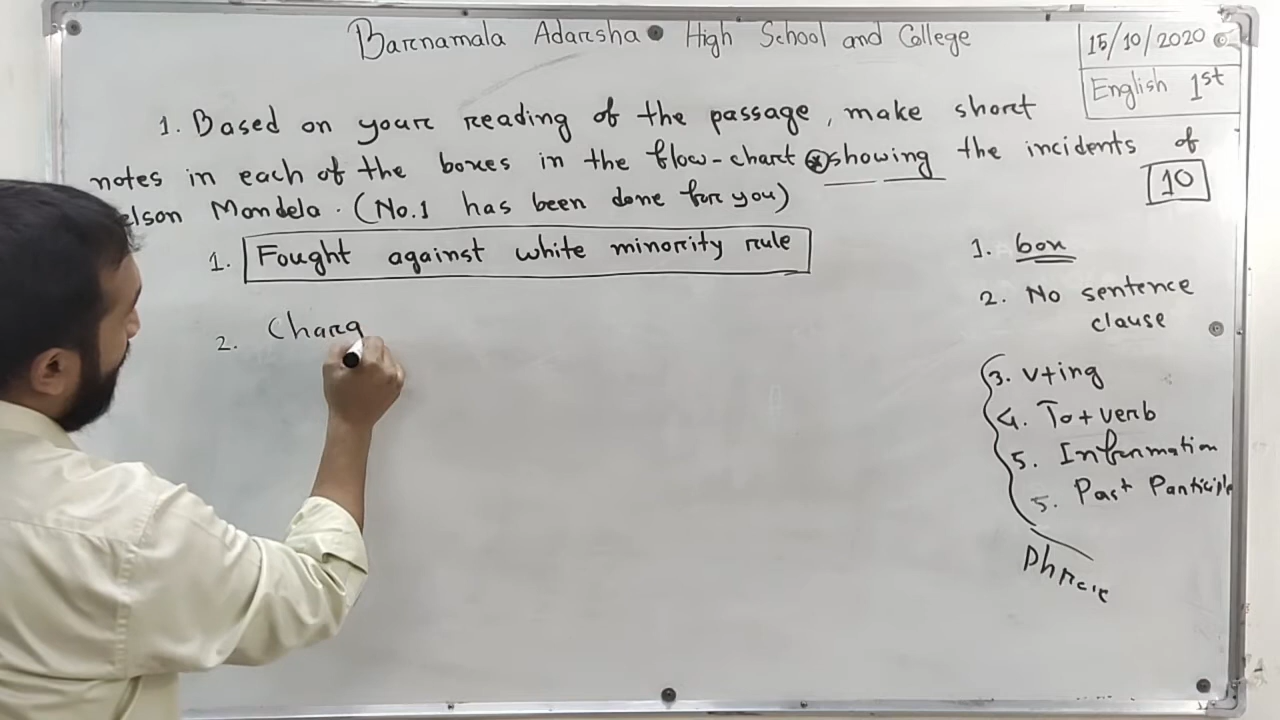 Barnamala Adarsha High School and College
15/10/2020
English 1st
1. Based on your reading of the passage, make short
notes in each of the boxes in the flow-chart showing the incidents of
elson Mandela. (No.1 has been done for you)
10
1. Fought against white minority rule
2. Charg
1. box
2. No sentence
clause
3. v+ing
4. To + verb
5. Information
5. Past Participle
Phrase